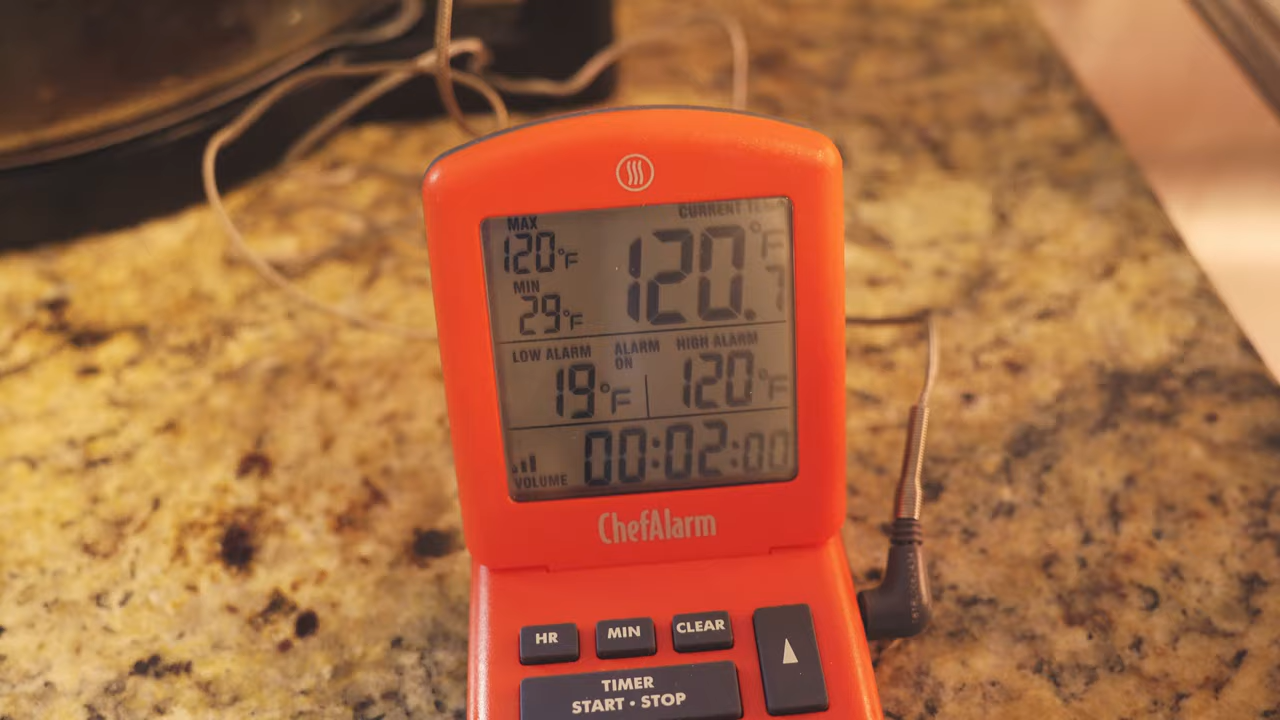 MAX
120°F
CURRENT
120.7°F
MIN
29°F
LOW ALARM
ALARM
ON
HIGH ALARM
19°F
120°F
VOLUME
00:02:00
ChefAlarm
HR
MIN
CLEAR
TIMER
START · STOP